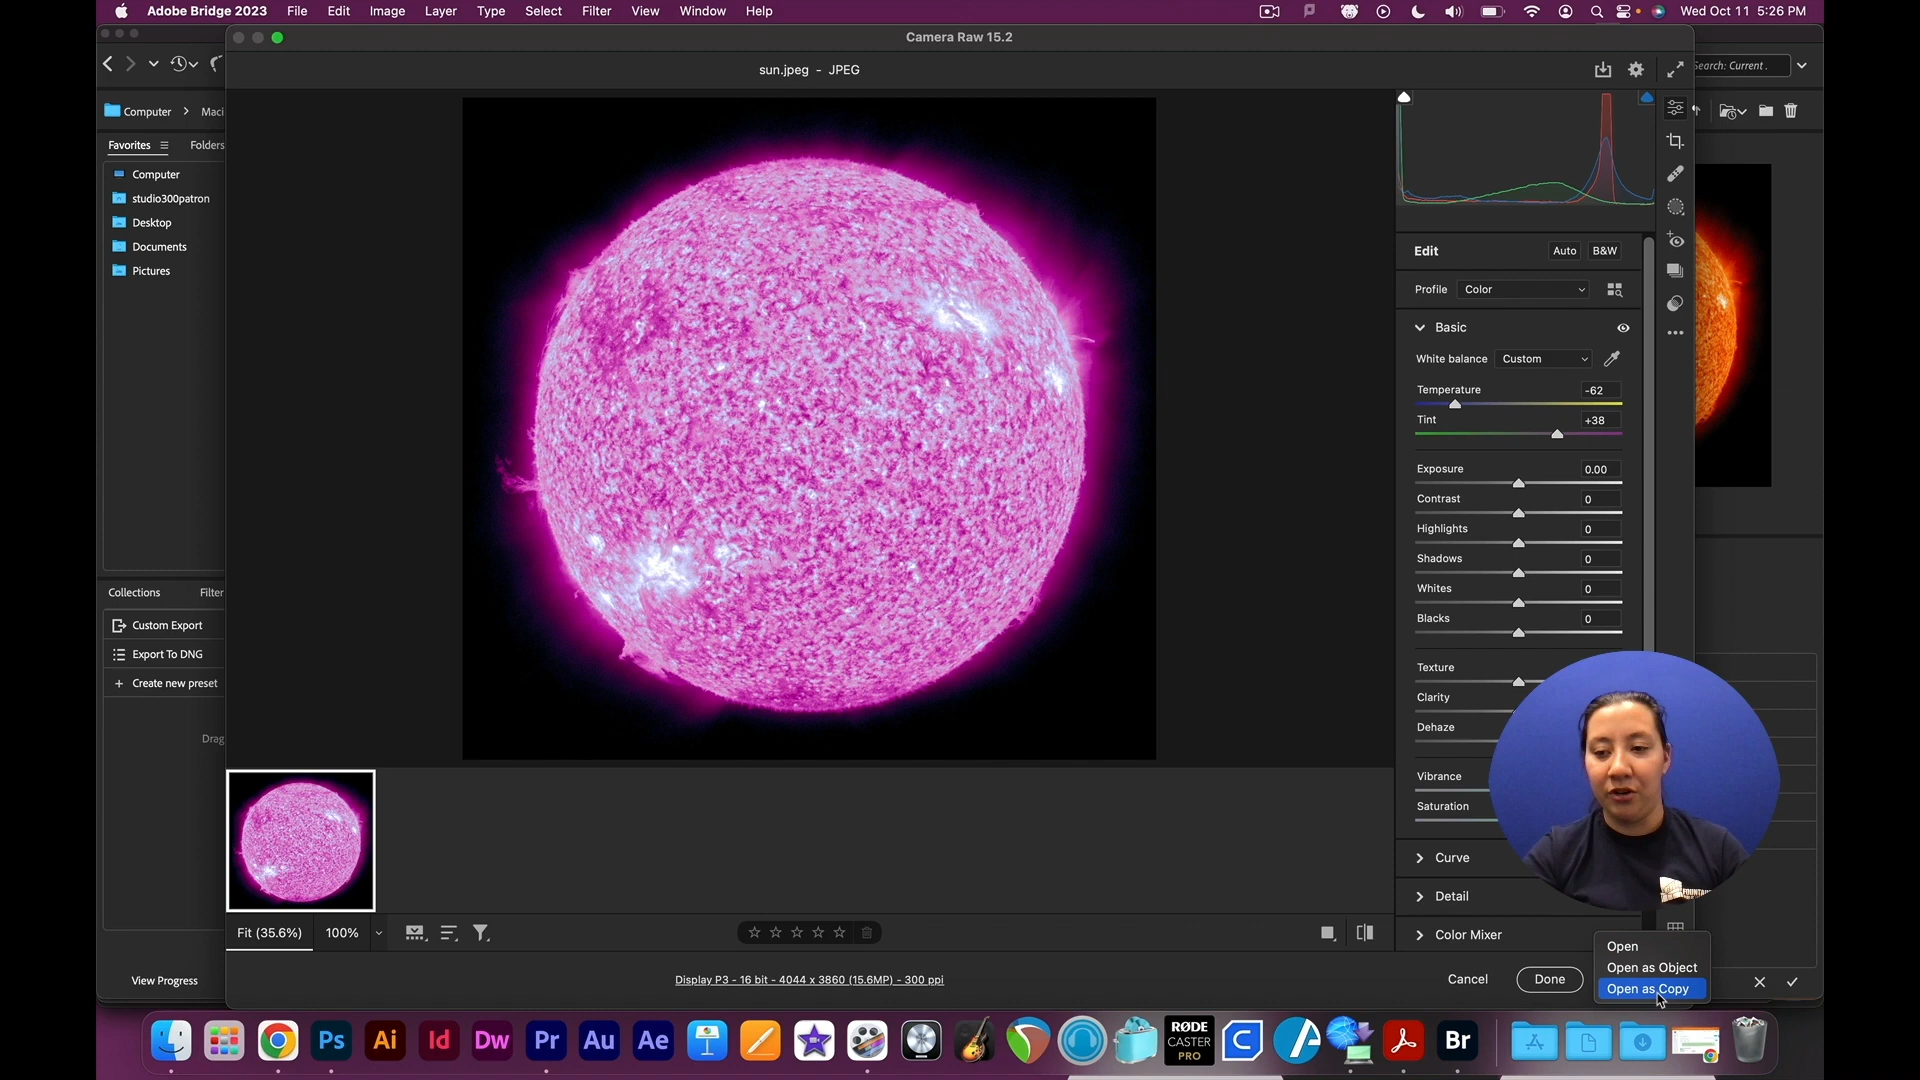 Adobe Bridge 2023 File Edit Image Layer Type Select Filter View Window Help
Wed Oct 11 5:26 PM
Camera Raw 15.2
sun.jpeg - JPEG
Search: Current .
Computer
Maci
Favorites
Folders
Computer
studio300patron
Desktop
Documents
Pictures
Collections
Filter
Custom Export
Export To DNG
+ Create new preset
Drag
View Progress
Edit
Auto
B&W
Profile
Color
Basic
White balance
Custom
Temperature
-62
Tint
+38
Exposure
0.00
Contrast
0
Highlights
0
Shadows
0
Whites
0
Blacks
0
Texture
Clarity
Dehaze
Vibrance
Saturation
Curve
Detail
Color Mixer
Fit (35.6%)
100%
Display P3 - 16 bit - 4044 x 3860 (15.6MP) - 300 ppi
Cancel
Done
Open
Open as Object
Open as Copy
Ps
Ai
Id
Dw
Pr
Au
Ae
RØDE
CASTER
PRO
Br